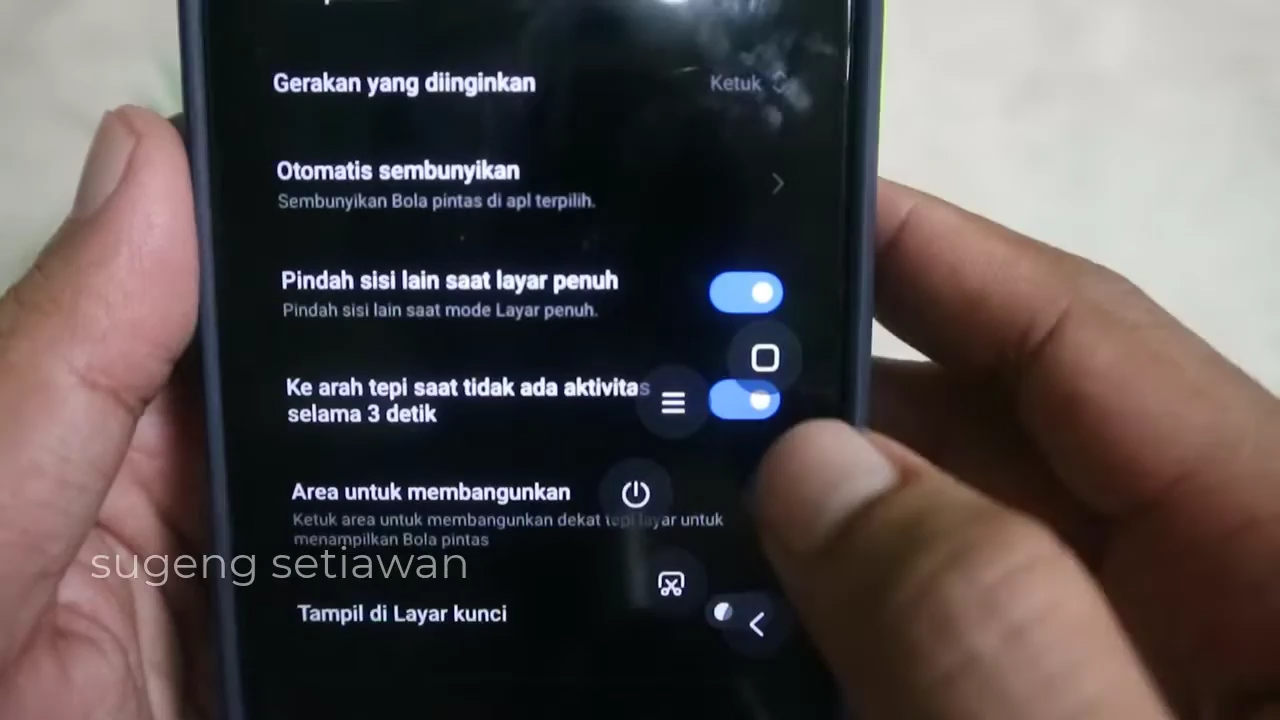 Gerakan yang diinginkan
Ketuk
Otomatis sembunyikan
Sembunyikan Bola pintas di apl terpilih.
Pindah sisi lain saat layar penuh
Pindah sisi lain saat mode Layar penuh.
Ke arah tepi saat tidak ada aktivitas
selama 3 detik
Area untuk membangunkan
Ketuk area untuk membangunkan dekat tepi layar untuk
menampilkan Bola pintas
sugeng setiawan
Tampil di Layar kunci